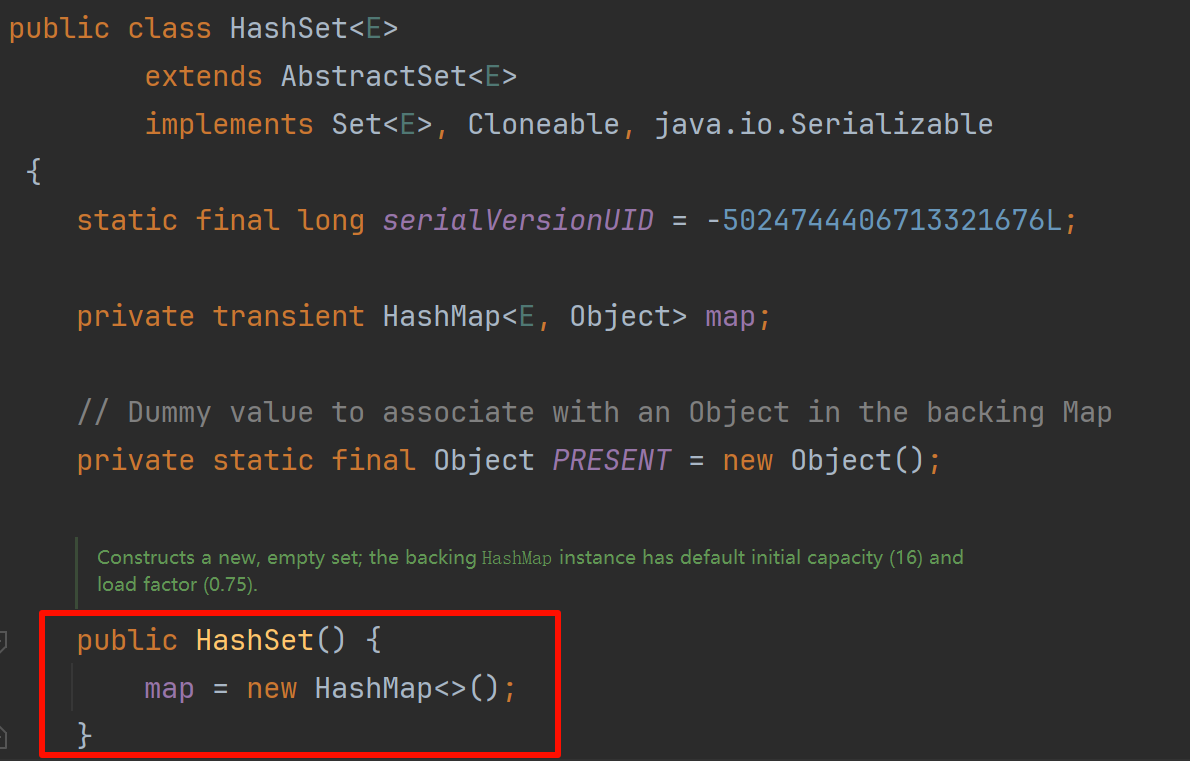 public class HashSet<E>
extends AbstractSet<E>
implements Set<E>, Cloneable, java.io.Serializable
{
static final long serialVersionUID = -5024744406713321676L;
private transient HashMap<E, Object> map;
// Dummy value to associate with an Object in the backing Map
private static final Object PRESENT = new Object();
Constructs a new, empty set; the backing HashMap instance has default initial capacity (16) and
load factor (0.75).
public HashSet() {
map = new HashMap<>();
}